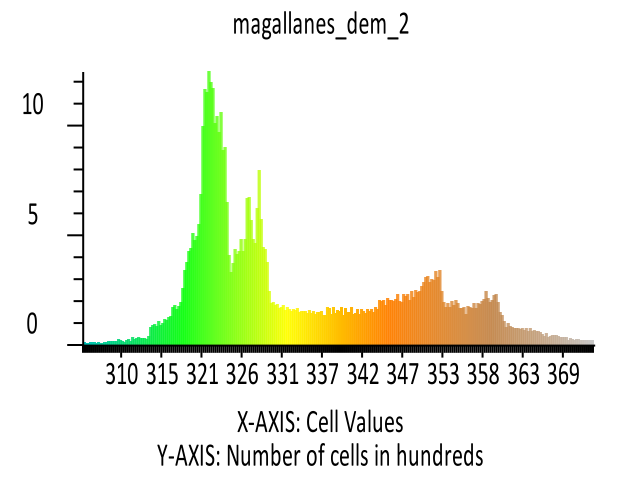 magallanes_dem_2
10
5
0
310 315 321 326 331 337 342 347 353 358 363 369
X-AXIS: Cell Values
Y-AXIS: Number of cells in hundreds